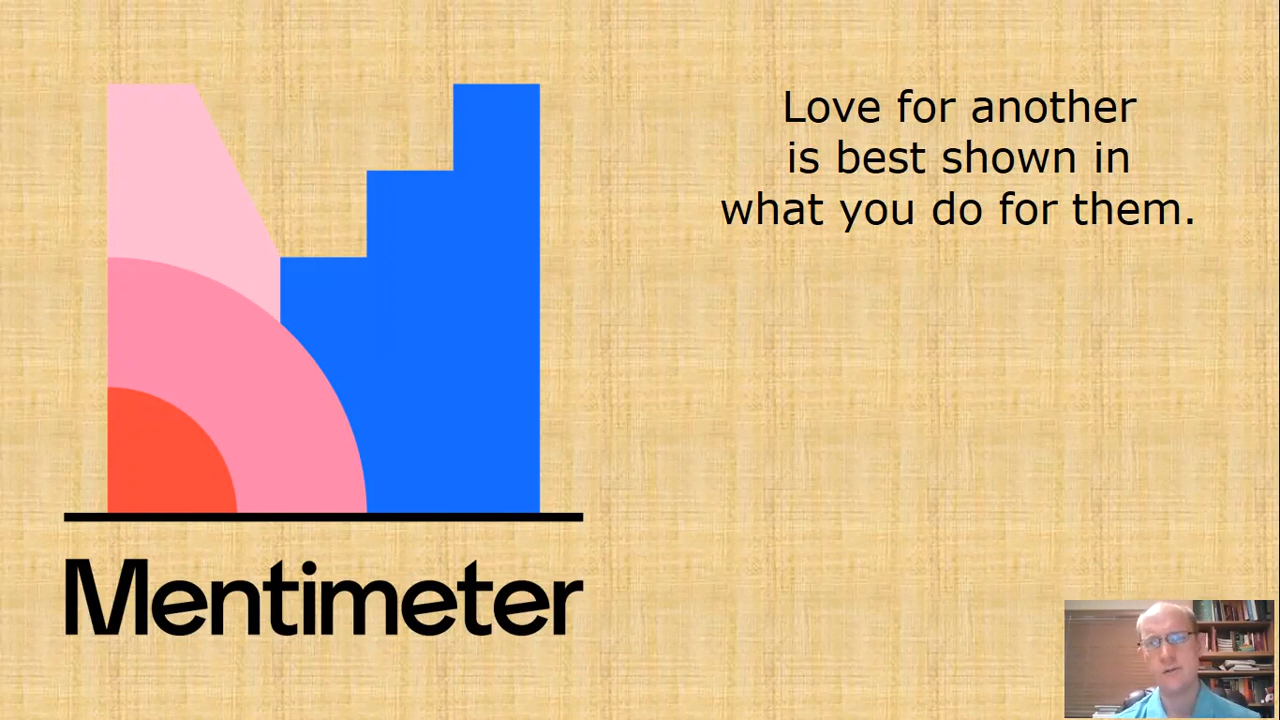 Love for another
is best shown in
what you do for them.
Mentimeter